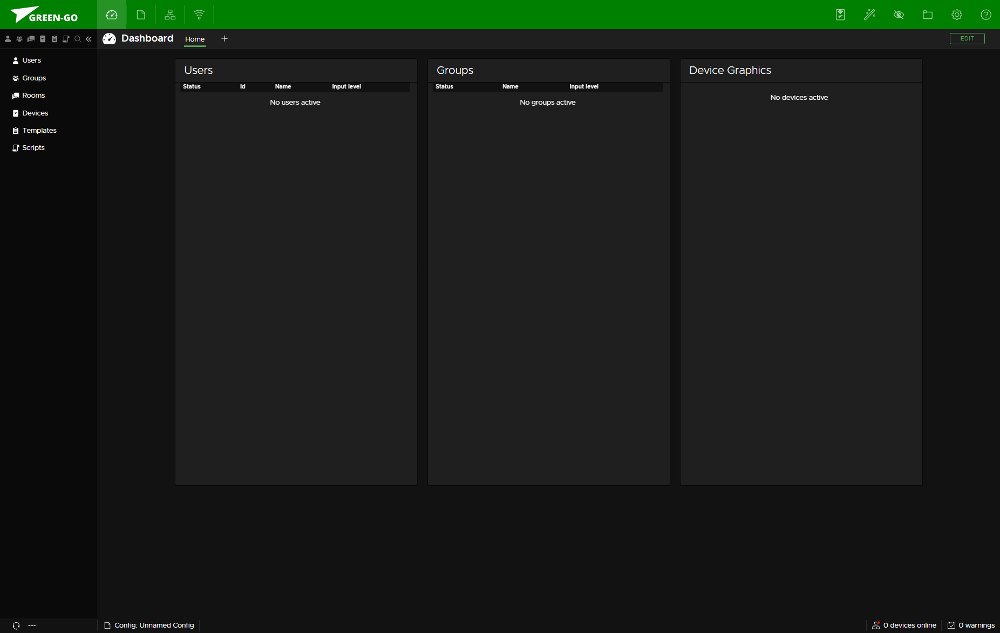 GREEN-GO
Dashboard Home + EDIT
Users
Groups
Rooms
Devices
Templates
Scripts
Users
Status Id Name Input level
No users active
Groups
Status Name Input level
No groups active
Device Graphics
No devices active
--- Config: Unnamed Config 0 devices online 0 warnings